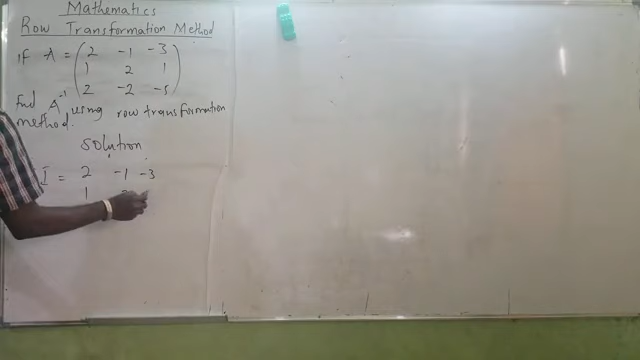 Mathematics
Row Transformation Method
if A = ( 2 -1 -3
1 2 1
2 -2 -5 )
find A⁻¹ using row transformation
method.
Solution
I = 2 -1 -3
1 2